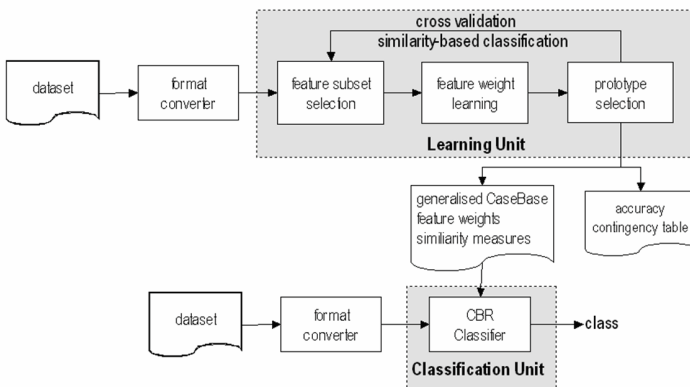 cross validation
similarity-based classification
dataset
format
converter
feature subset
selection
feature weight
learning
prototype
selection
Learning Unit
generalised CaseBase
feature weights
similiarity measures
accuracy
contingency table
dataset
format
converter
CBR
Classifier
class
Classification Unit